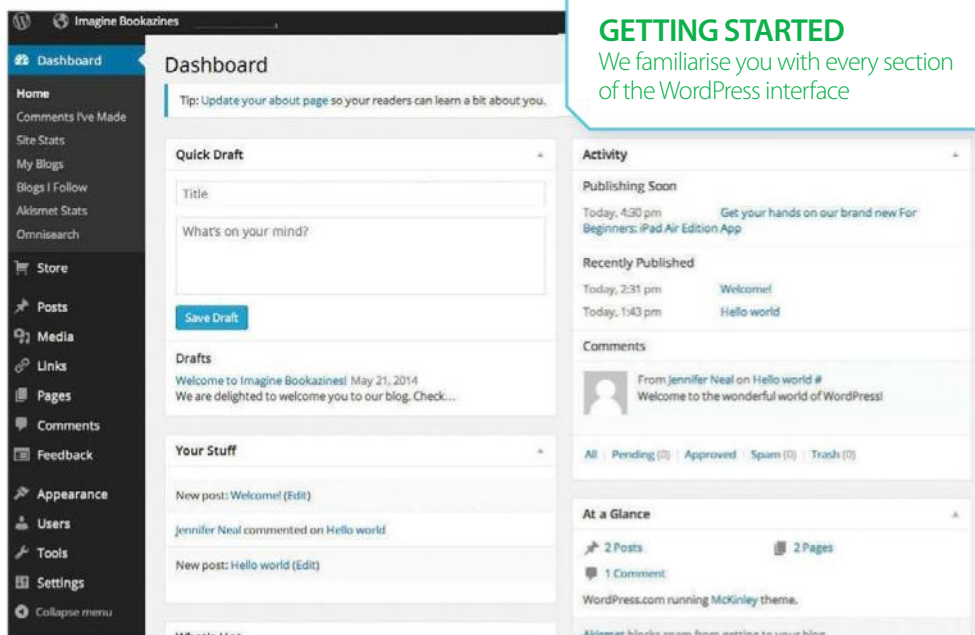 Imagine Bookazines
GETTING STARTED
We familiarise you with every section
of the WordPress interface
Dashboard
Home
Comments I've Made
Site Stats
My Blogs
Blogs I Follow
Akismet Stats
Omnisearch
Store
Posts
Media
Links
Pages
Comments
Feedback
Appearance
Users
Tools
Settings
Collapse menu
Dashboard
Tip: Update your about page so your readers can learn a bit about you.
Quick Draft
Title
What's on your mind?
Save Draft
Drafts
Welcome to Imagine Bookazines! May 21, 2014
We are delighted to welcome you to our blog. Check...
Your Stuff
New post: Welcome! (Edit)
Jennifer Neal commented on Hello world
New post: Hello world (Edit)
Activity
Publishing Soon
Today, 4:30 pm Get your hands on our brand new For
Beginners: iPad Air Edition App
Recently Published
Today, 2:31 pm Welcome!
Today, 1:43 pm Hello world
Comments
From Jennifer Neal on Hello world #
Welcome to the wonderful world of WordPress!
All Pending (0) Approved Spam (0) Trash (0)
At a Glance
2 Posts 2 Pages
1 Comment
WordPress.com running McKinley theme.
Akismet blocks spam from getting to your blog